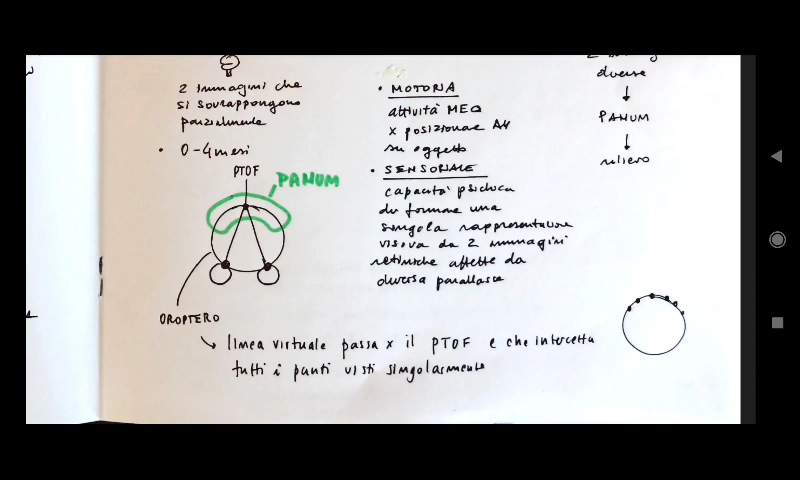 2 immagini che
si sovrappongono
parzialmente
• 0-4 mesi
PTOF
PANUM
OROPTERO
linea virtuale passa x il PTOF e che intercetta
tutti i punti visti singolarmente
• MOTORIA
attività MEO
x posizionare AV
su oggetto
• SENSORIALE
capacità psichica
di formare una
singola rappresentazione
visiva da 2 immagini
retiniche affette da
diversa parallasse
diverse
PANUM
rilievo